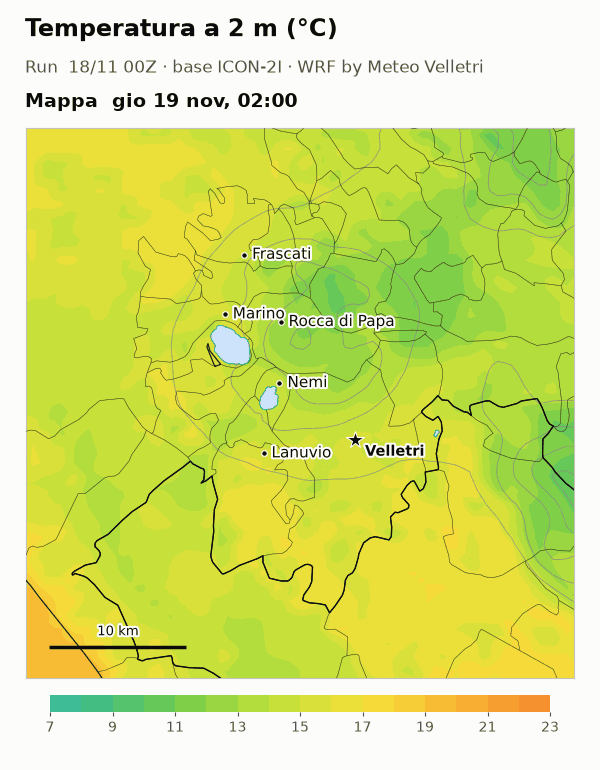 Temperatura a 2 m (°C)
Run  18/11 00Z · base ICON-2I · WRF by Meteo Velletri
Mappa  gio 19 nov, 02:00
Frascati
Marino
Rocca di Papa
Nemi
Lanuvio
Velletri
10 km
7 9 11 13 15 17 19 21 23